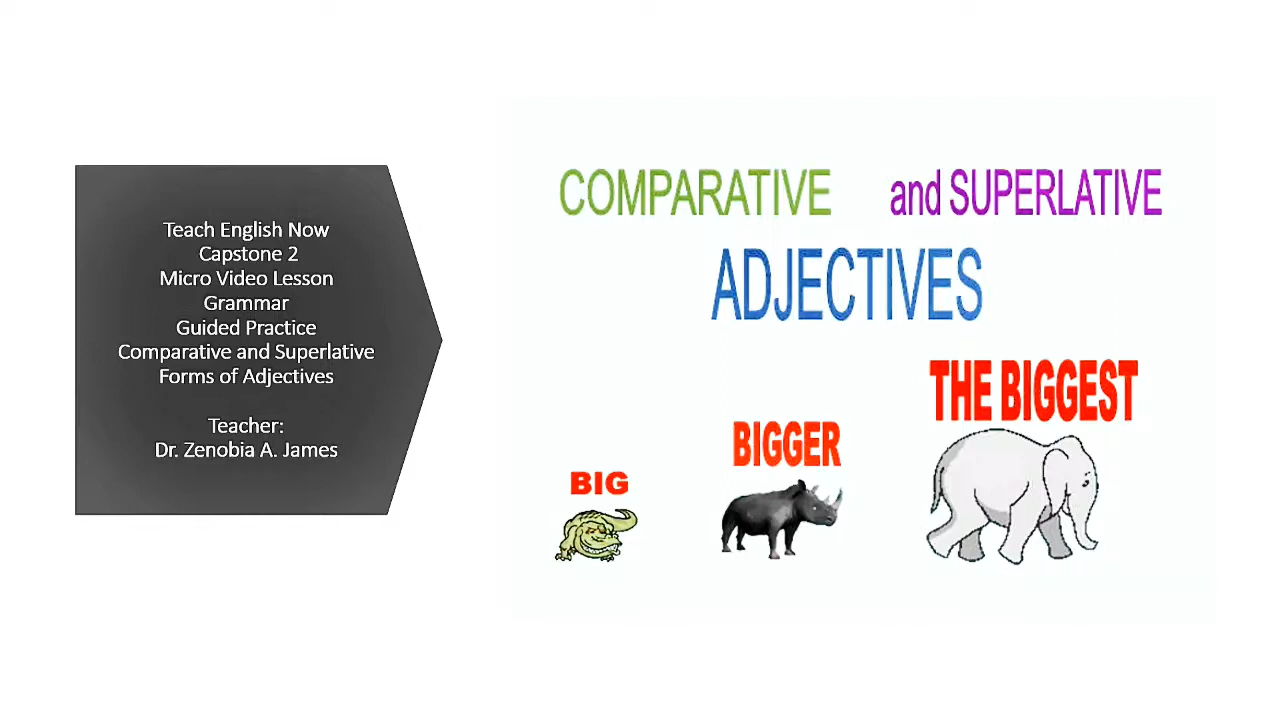 Teach English Now
Capstone 2
Micro Video Lesson
Grammar
Guided Practice
Comparative and Superlative
Forms of Adjectives
Teacher:
Dr. Zenobia A. James
COMPARATIVE and SUPERLATIVE
ADJECTIVES
BIG
BIGGER
THE BIGGEST